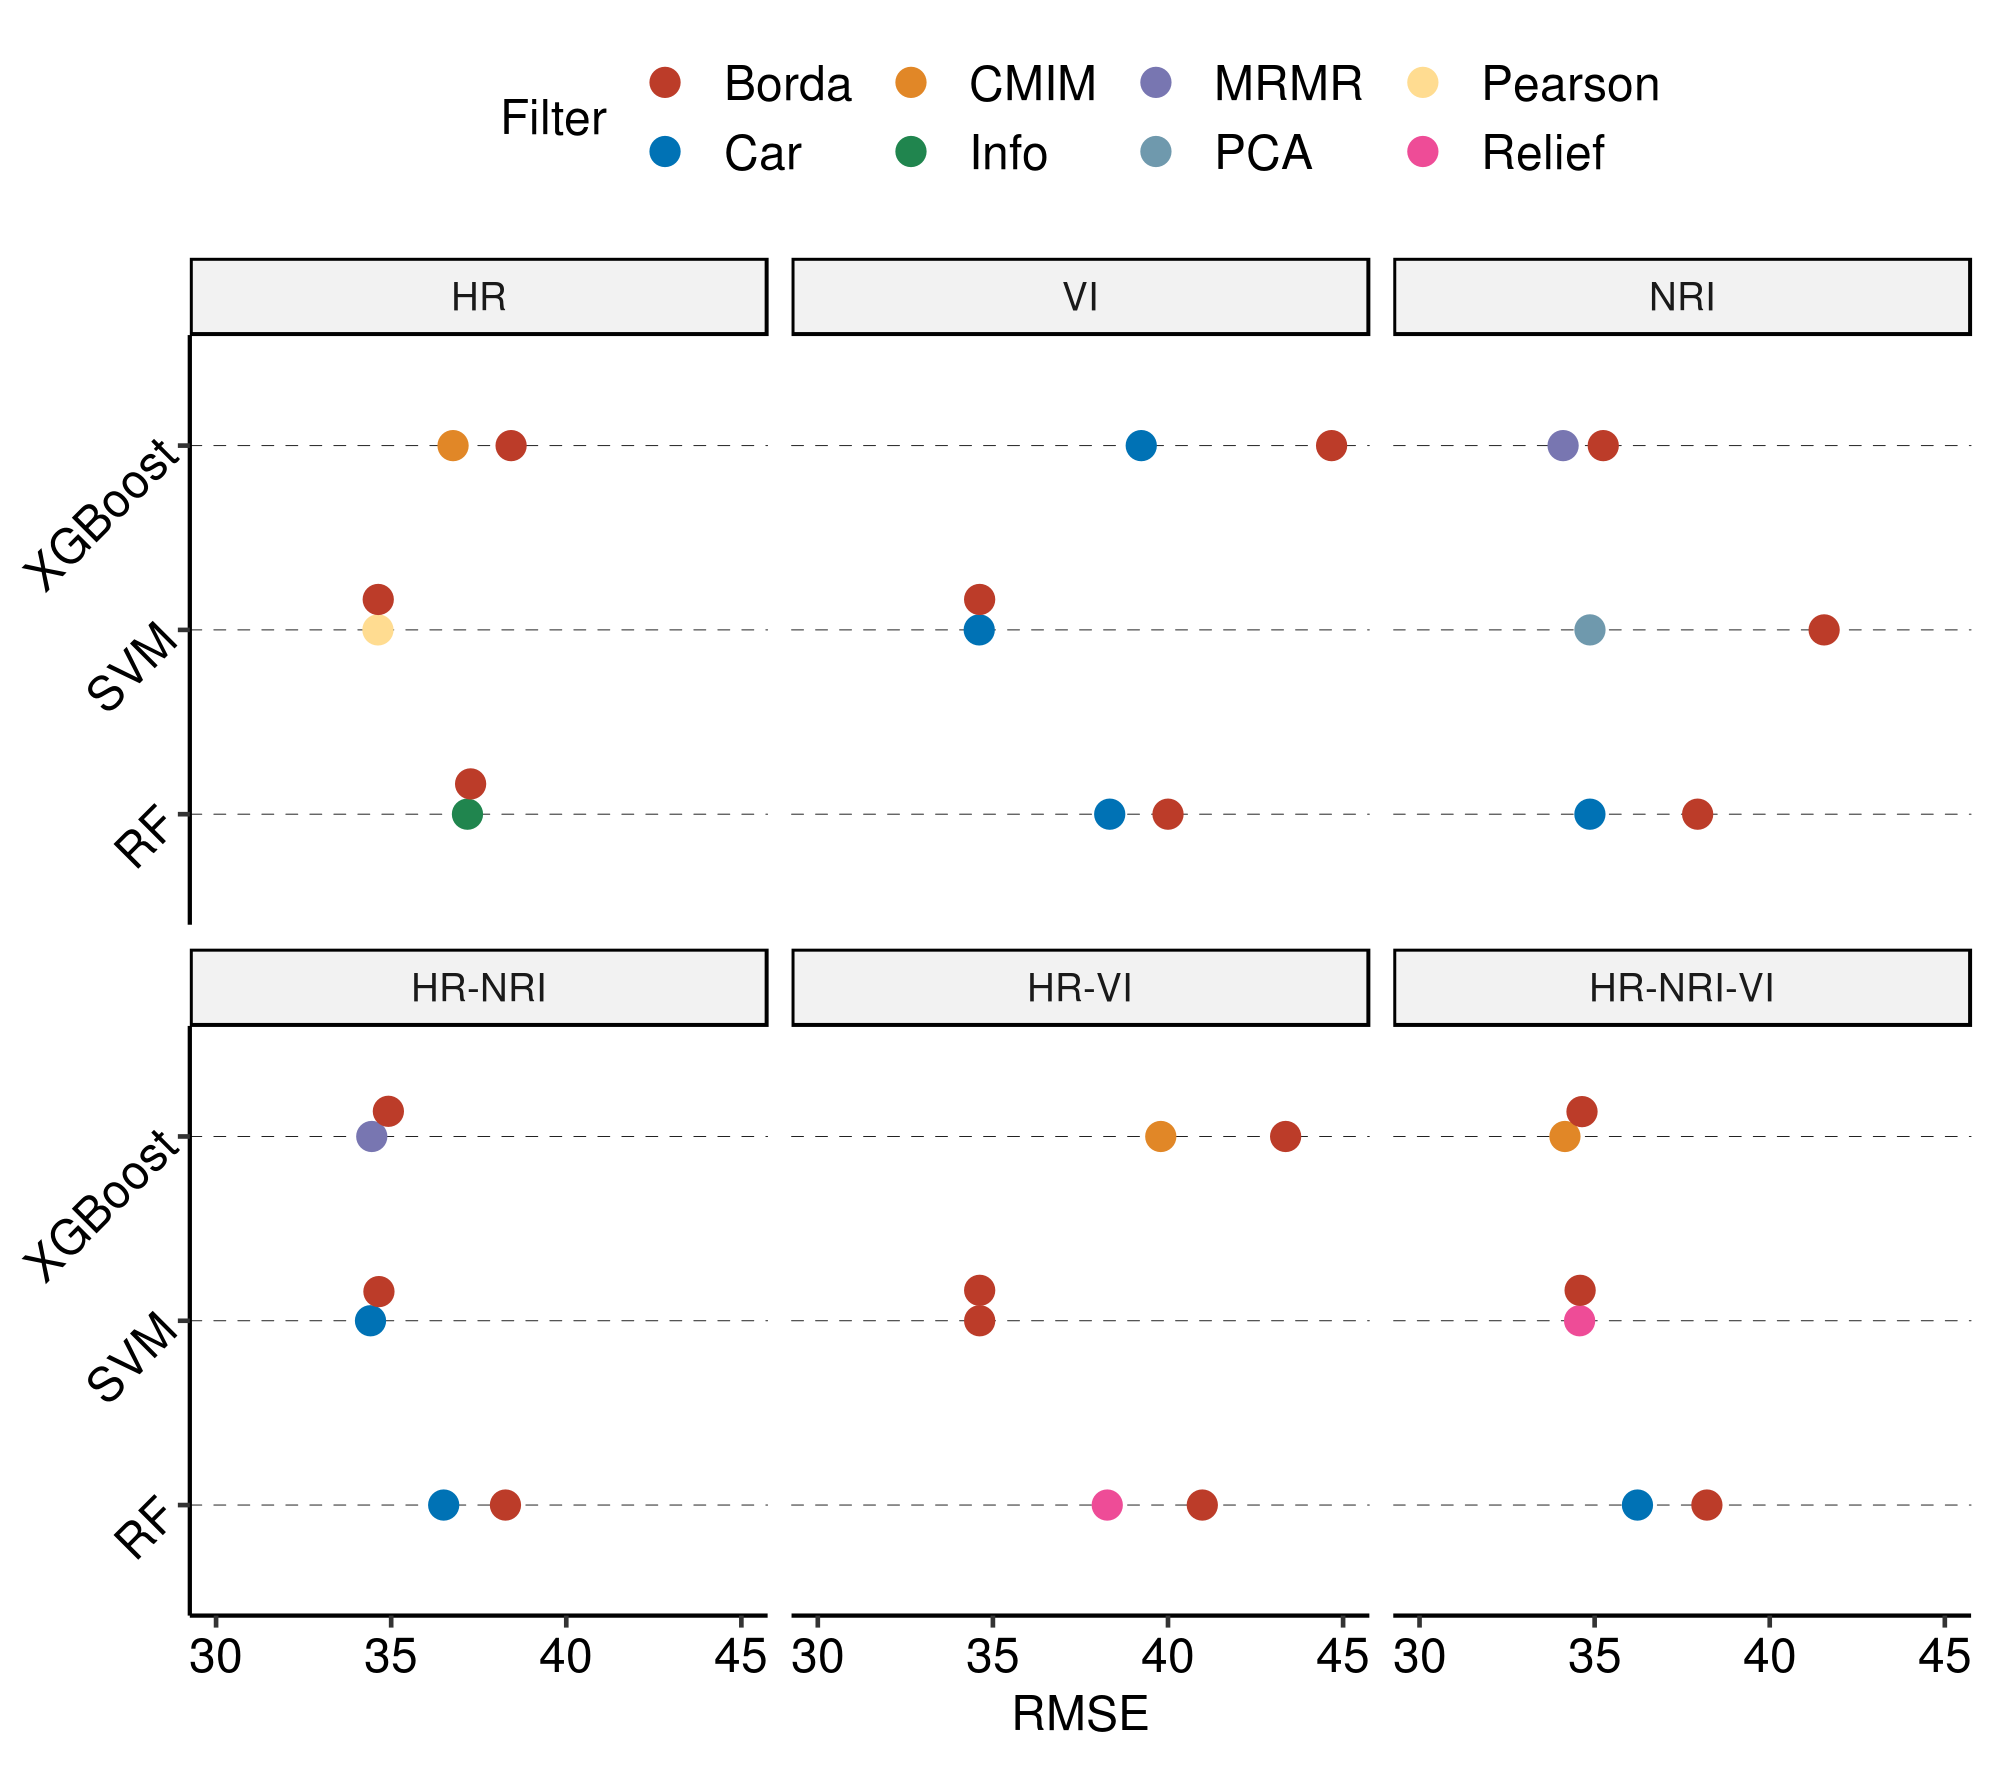 Filter
Borda CMIM MRMR Pearson
Car Info PCA Relief
HR VI NRI
XGBoost
SVM
RF
HR-NRI HR-VI HR-NRI-VI
XGBoost
SVM
RF
30 35 40 45 30 35 40 45 30 35 40 45
RMSE